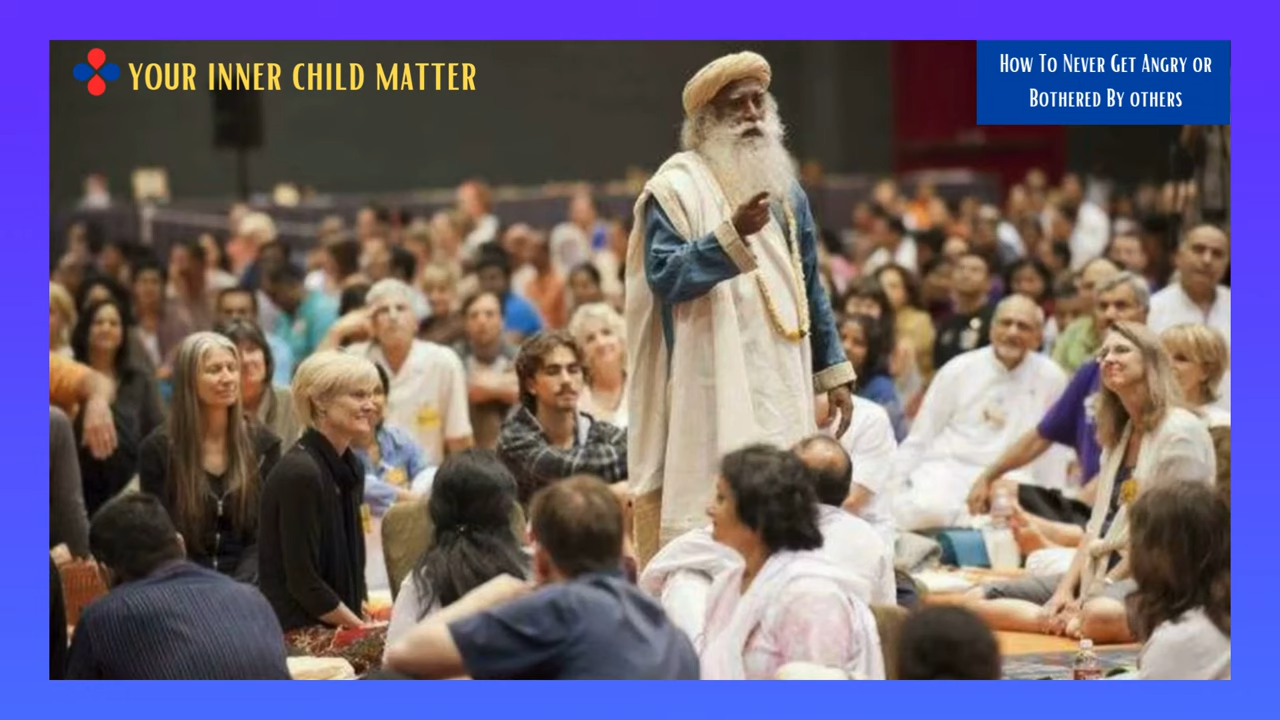 YOUR INNER CHILD MATTER
How To Never Get Angry or
Bothered By others